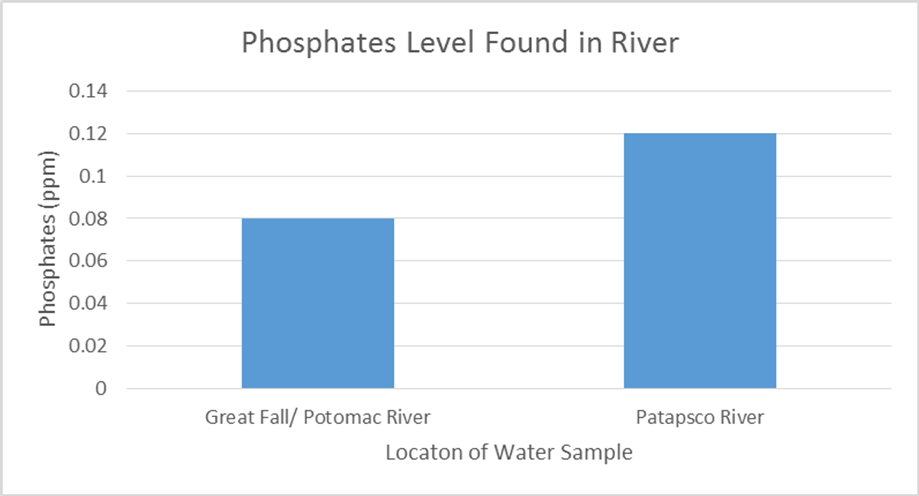 Phosphates Level Found in River
Phosphates (ppm)
0.14
0.12
0.1
0.08
0.06
0.04
0.02
0
Great Fall/ Potomac River
Patapsco River
Locaton of Water Sample